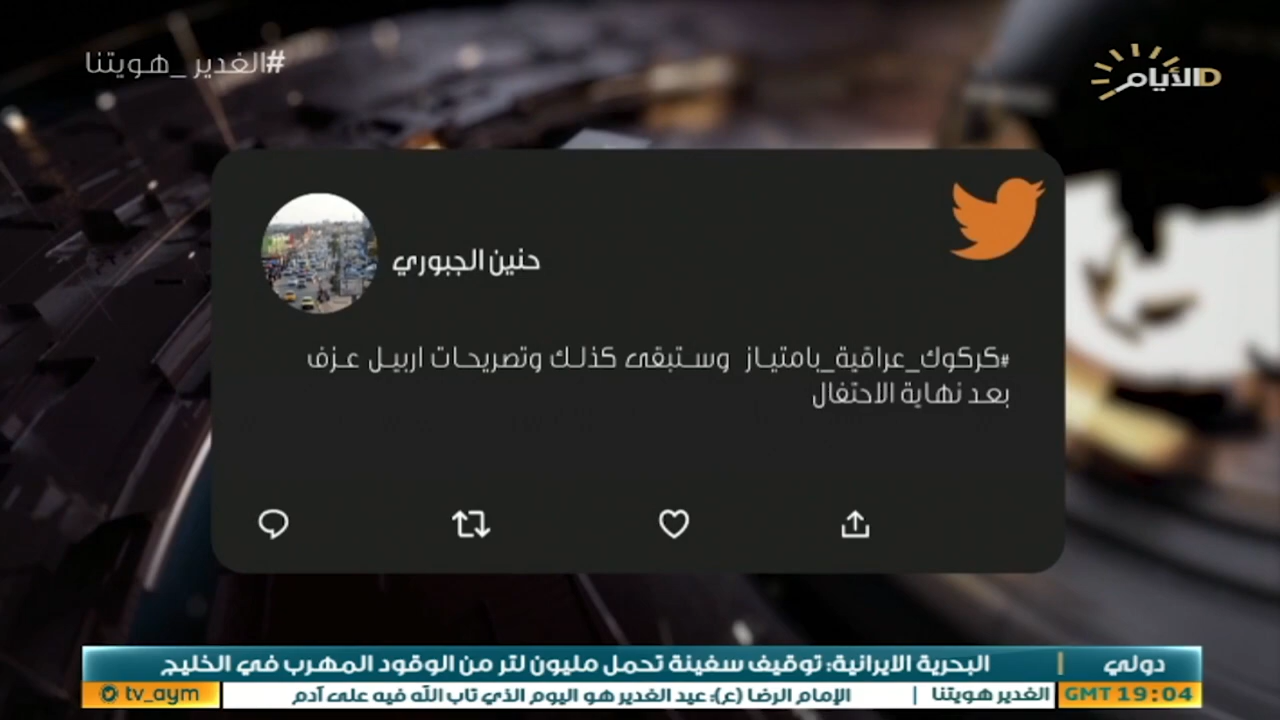 #الغدير_هويتنا
الأيام
حنين الجبوري
#كركوك_عراقية_بامتياز وستبقى كذلك وتصريحات اربيل عزف
بعد نهاية الاحتفال
دولي | البحرية الايرانية: توقيف سفينة تحمل مليون لتر من الوقود المهرب في الخليج
GMT 19:04 الغدير هويتنا | الإمام الرضا (ع): عيد الغدير هو اليوم الذي تاب الله فيه على آدم tv_aym